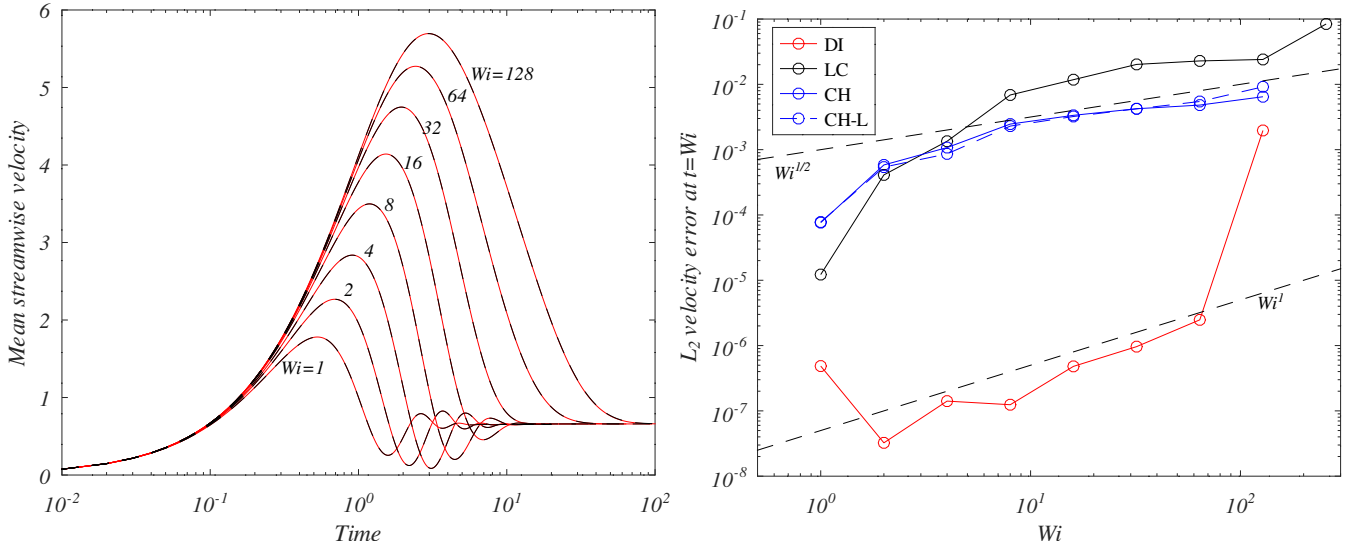 Mean streamwise velocity
6
5
4
3
2
1
0
Wi=128
64
32
16
8
4
2
Wi=1
10^-2
10^-1
10^0
10^1
10^2
Time
L_2 velocity error at t=Wi
10^-1
10^-2
10^-3
10^-4
10^-5
10^-6
10^-7
10^-8
DI
LC
CH
CH-L
Wi^1/2
Wi^1
10^0
10^1
10^2
Wi